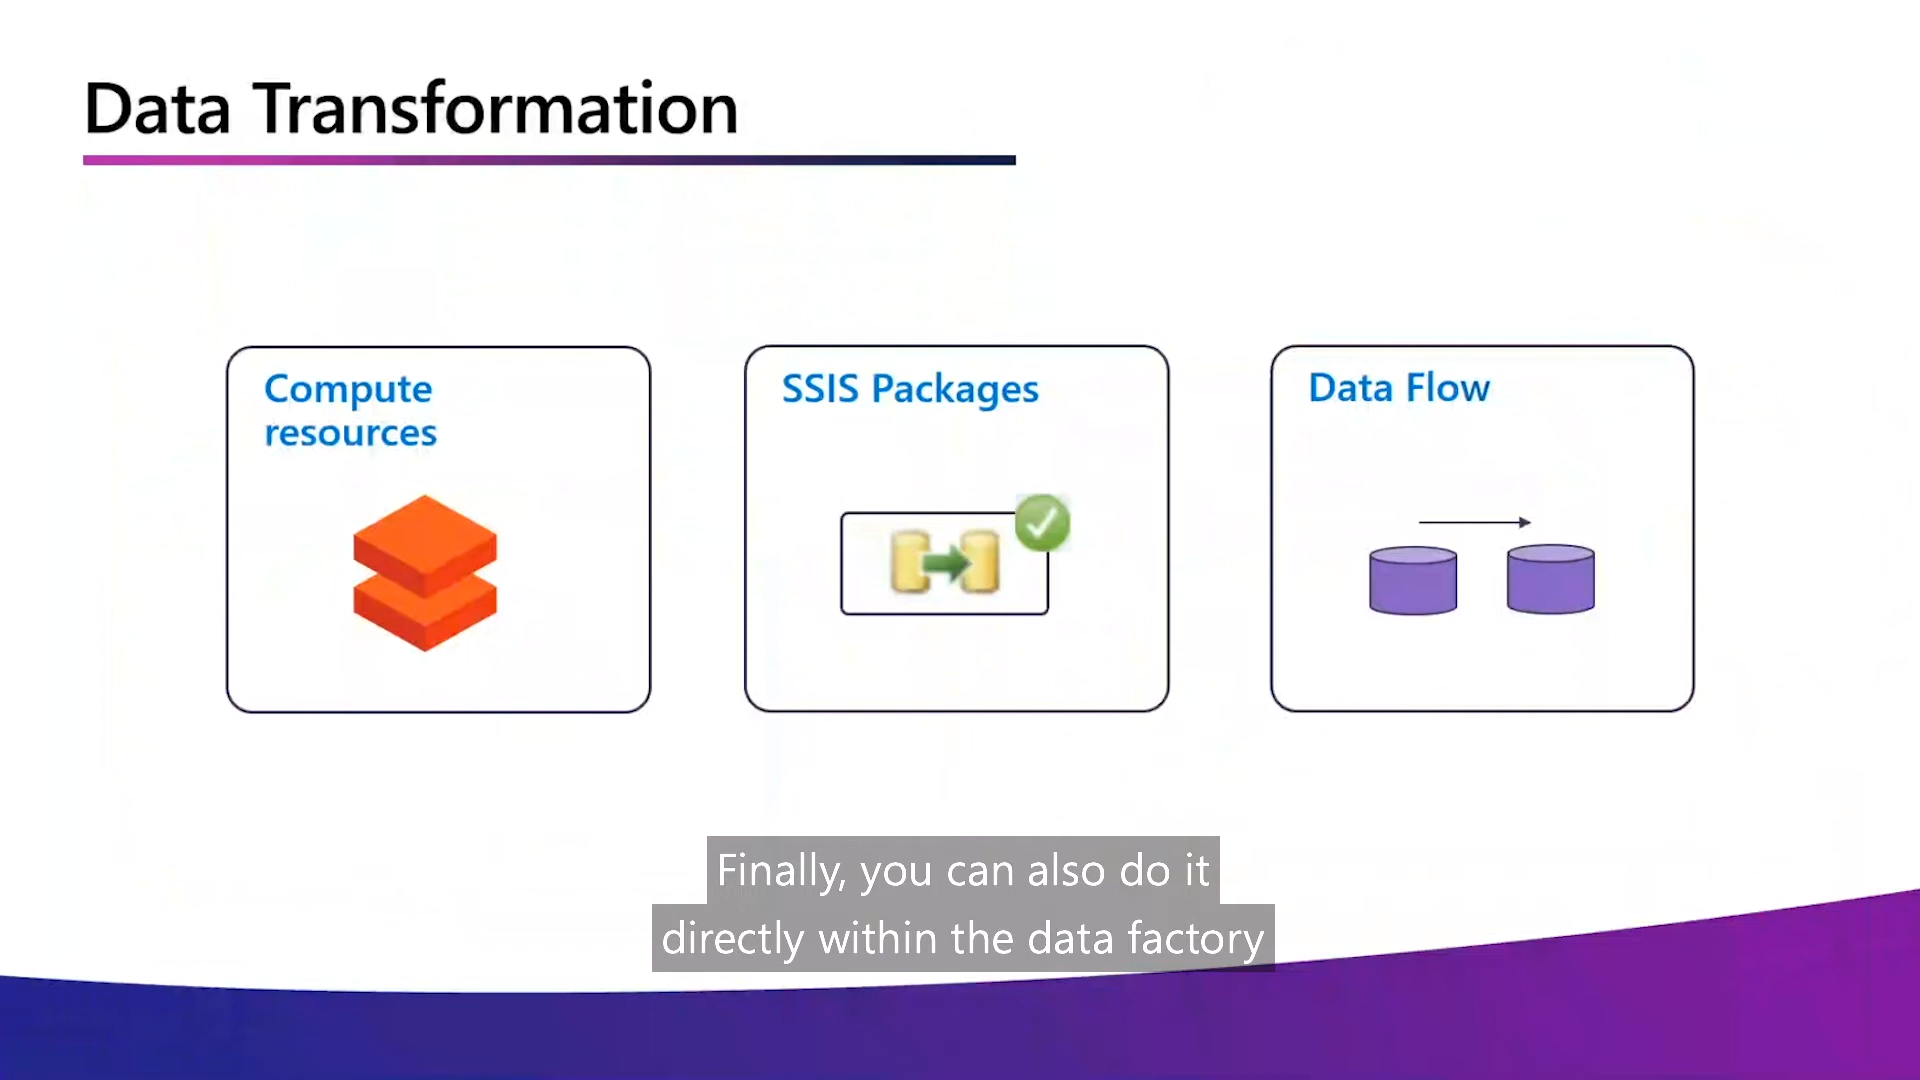 Data Transformation
Compute
resources
SSIS Packages
Data Flow
Finally, you can also do it
directly within the data factory